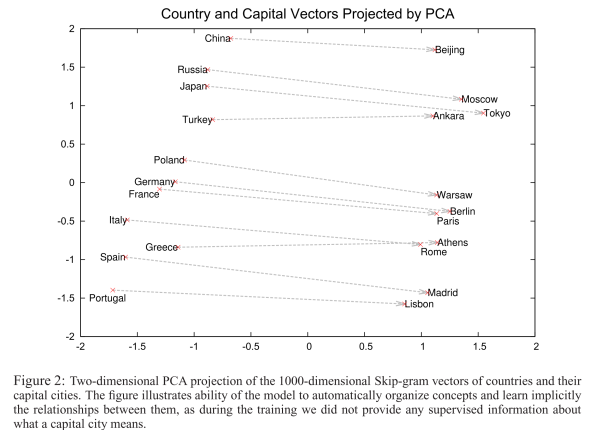 Country and Capital Vectors Projected by PCA
2
1.5
1
0.5
0
-0.5
-1
-1.5
-2
China
Beijing
Russia
Japan
Moscow
Tokyo
Turkey
Ankara
Poland
Germany
France
Warsaw
Berlin
Paris
Italy
Greece
Athens
Rome
Spain
Madrid
Portugal
Lisbon
-2 -1.5 -1 -0.5 0 0.5 1 1.5 2
Figure 2: Two-dimensional PCA projection of the 1000-dimensional Skip-gram vectors of countries and their
capital cities. The figure illustrates ability of the model to automatically organize concepts and learn implicitly
the relationships between them, as during the training we did not provide any supervised information about
what a capital city means.